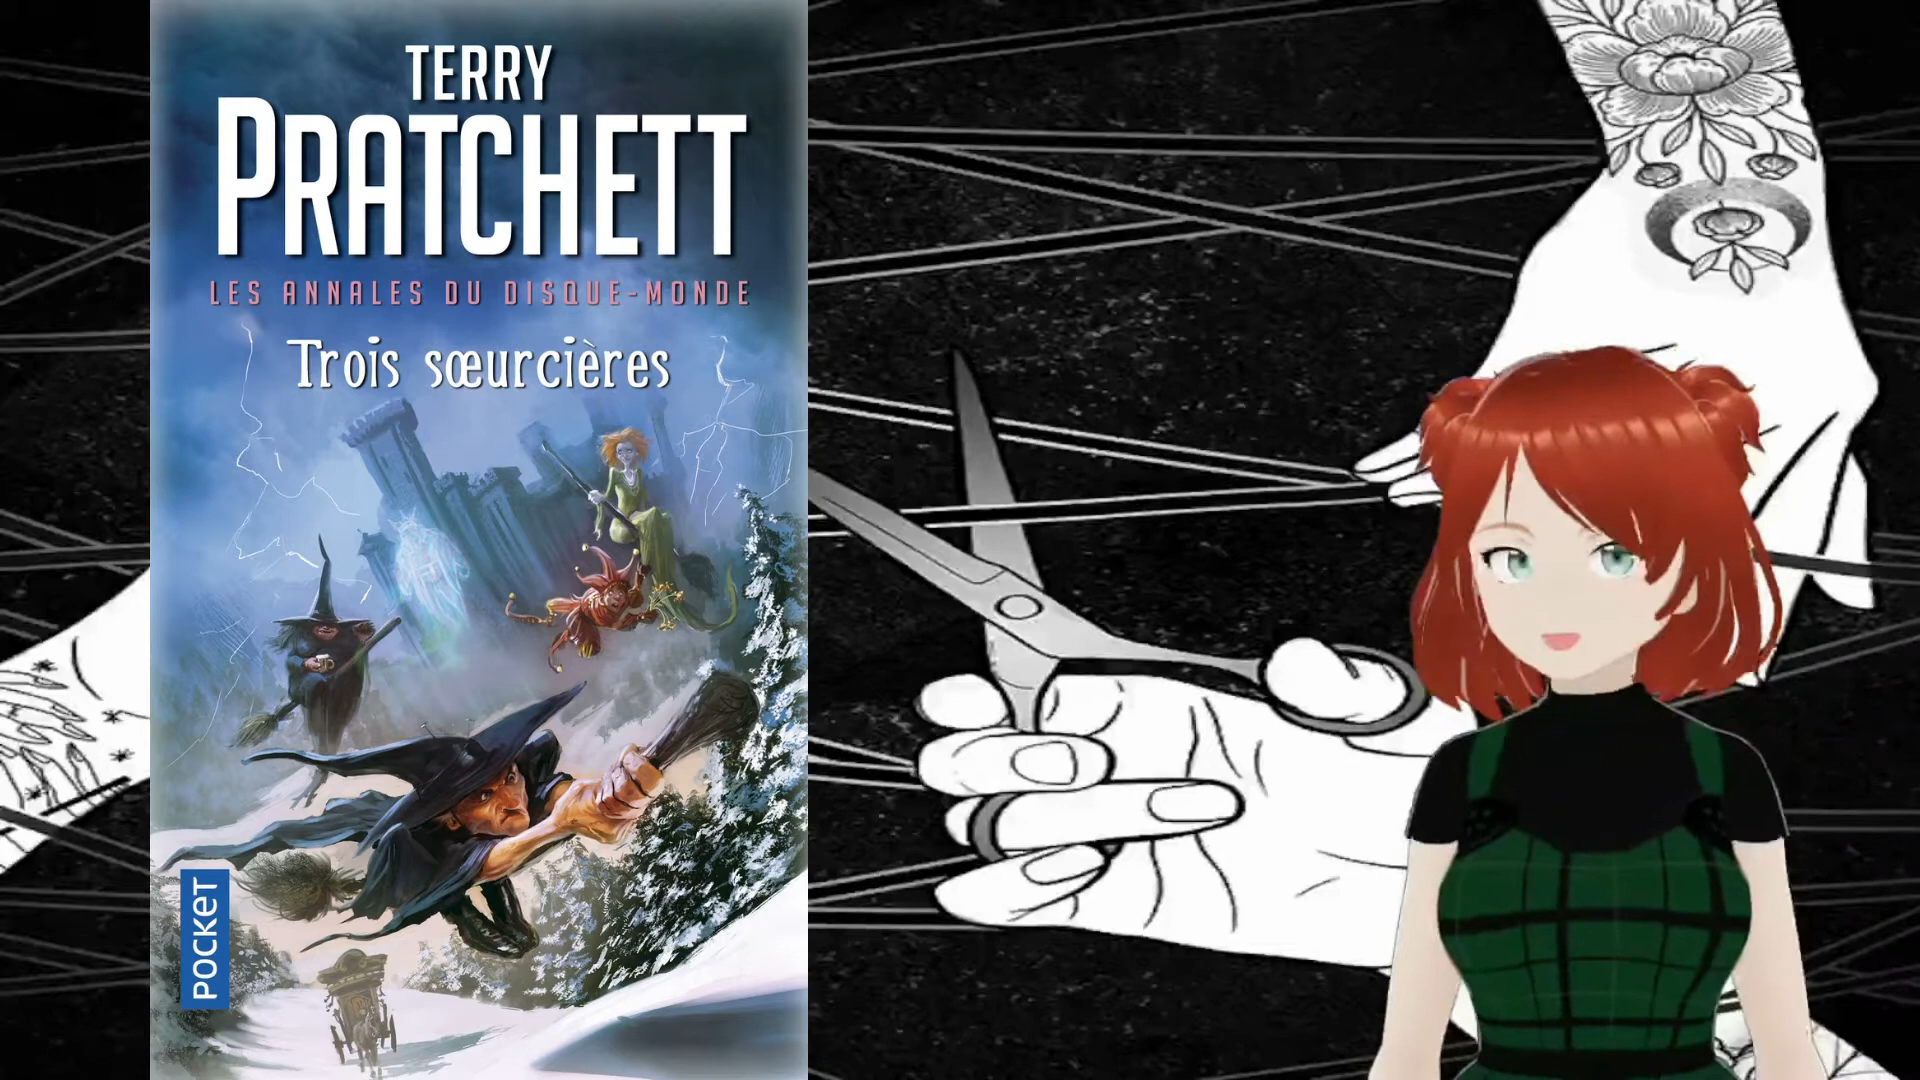 TERRY
PRATCHETT
LES ANNALES DU DISQUE-MONDE
Trois sœurcières
POCKET